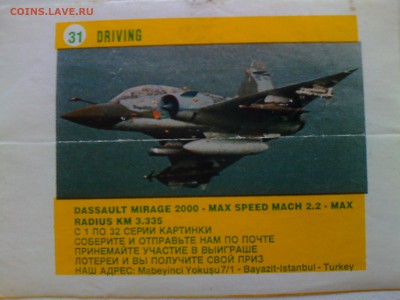 COINS.LAVE.RU
31 DRIVING
DASSAULT MIRAGE 2000 - MAX SPEED MACH 2.2 - MAX
RADIUS KM 3.335
С 1 ПО 32 СЕРИИ КАРТИНКИ
СОБЕРИТЕ И ОТПРАВЬТЕ НАМ ПО ПОЧТЕ
ПРИНЕМАЙТЕ УЧАСТИЕ В ВЫИГРАШЕ
ЛОТЕРЕИ И ВЫ ПОЛУЧИТЕ СВОЙ ПРИЗ
НАШ АДРЕС: Mabeyinci Yokuşu 7/1 - Bayazit-Istanbul - Turkey